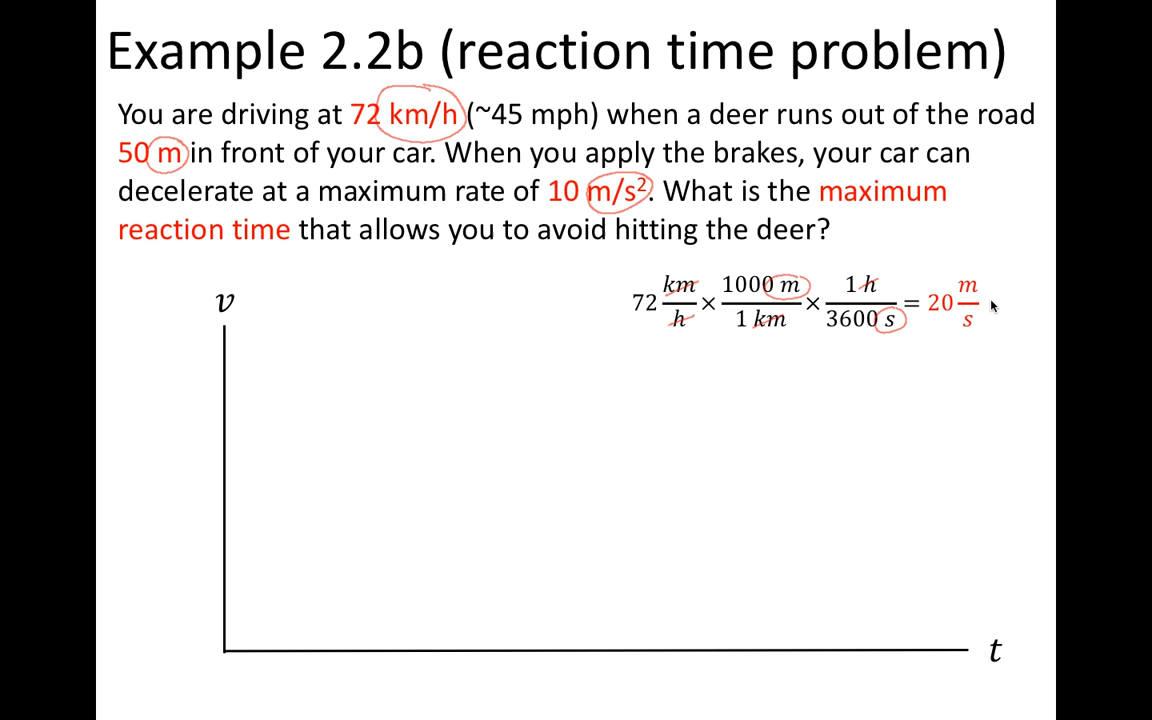 Example 2.2b (reaction time problem)
You are driving at 72 km/h (~45 mph) when a deer runs out of the road
50 m in front of your car. When you apply the brakes, your car can
decelerate at a maximum rate of 10 m/s². What is the maximum
reaction time that allows you to avoid hitting the deer?
72 km/h × 1000 m/1 km × 1 h/3600 s = 20 m/s
v
t